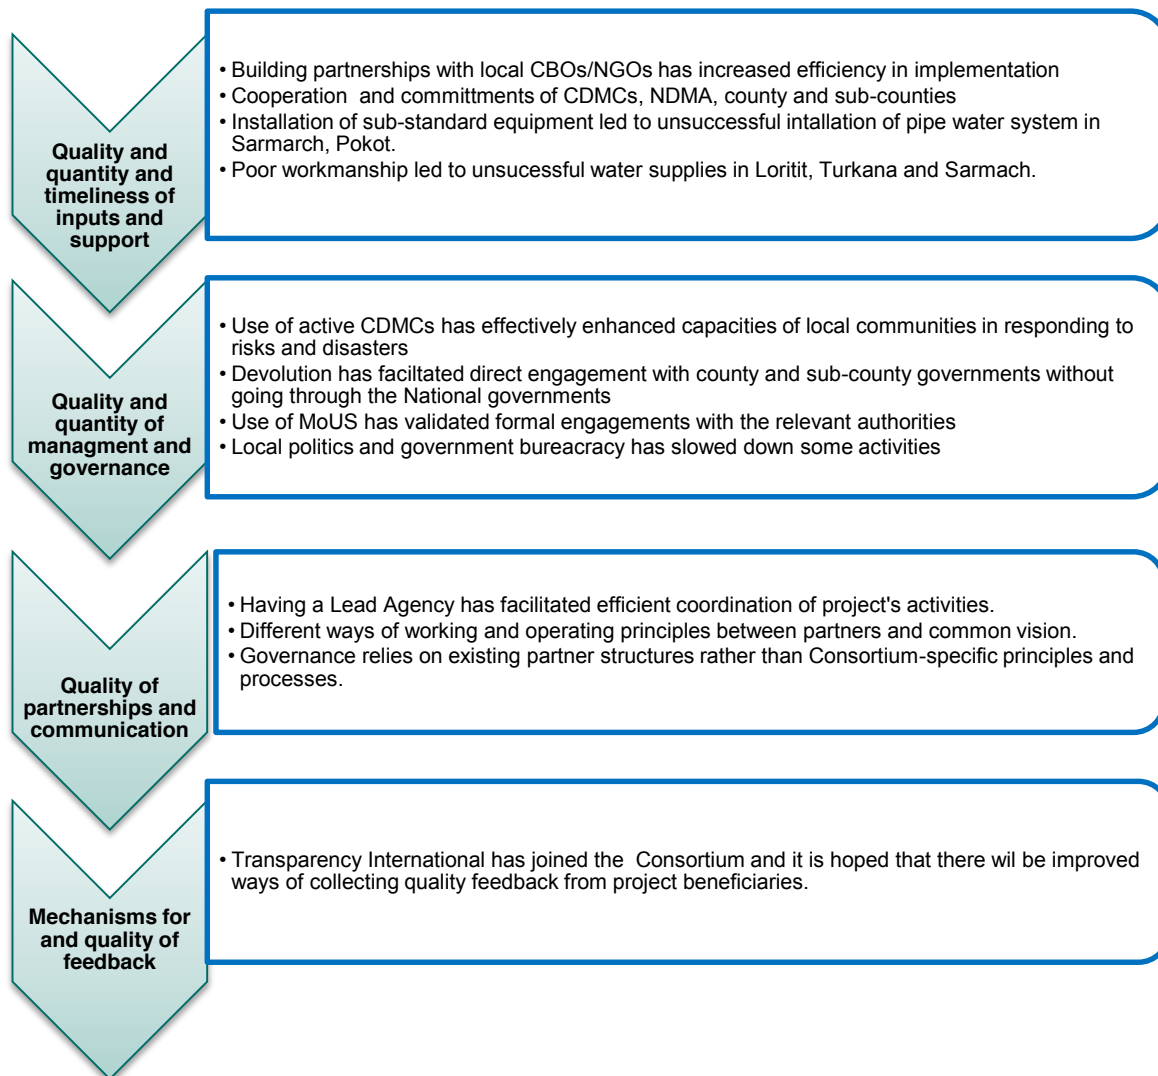 • Building partnerships with local CBOs/NGOs has increased efficiency in implementation
• Cooperation and committments of CDMCs, NDMA, county and sub-counties
• Installation of sub-standard equipment led to unsuccessful intallation of pipe water system in
Sarmarch, Pokot.
• Poor workmanship led to unsucessful water supplies in Loritit, Turkana and Sarmach.
Quality and
quantity and
timeliness of
inputs and
support
• Use of active CDMCs has effectively enhanced capacities of local communities in responding to
risks and disasters
• Devolution has faciltated direct engagement with county and sub-county governments without
going through the National governments
• Use of MoUS has validated formal engagements with the relevant authorities
• Local politics and government bureacracy has slowed down some activities
Quality and
quantity of
managment and
governance
• Having a Lead Agency has facilitated efficient coordination of project's activities.
• Different ways of working and operating principles between partners and common vision.
• Governance relies on existing partner structures rather than Consortium-specific principles and
processes.
Quality of
partnerships and
communication
• Transparency International has joined the Consortium and it is hoped that there wil be improved
ways of collecting quality feedback from project beneficiaries.
Mechanisms for
and quality of
feedback